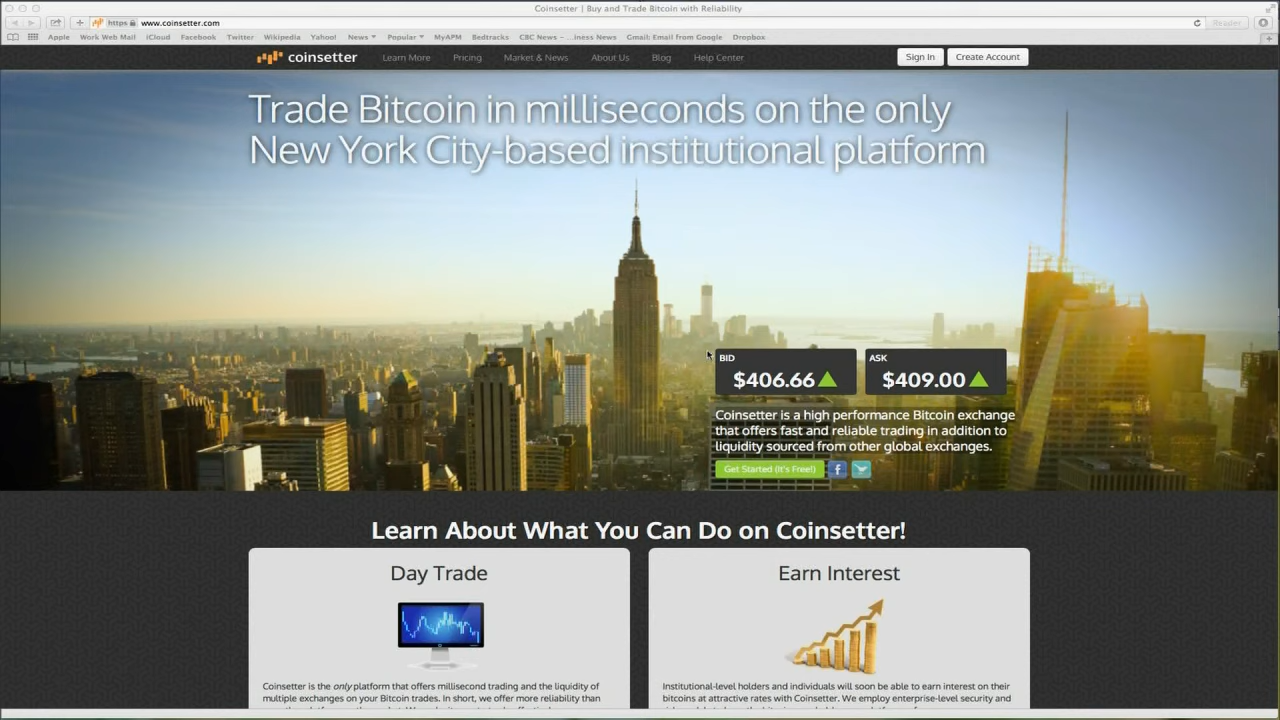 Coinsetter | Buy and Trade Bitcoin with Reliability
https www.coinsetter.com Reader
Apple Work Web Mail iCloud Facebook Twitter Wikipedia Yahoo! News Popular MyAPM Bedtracks CBC News – ...iness News Gmail: Email from Google Dropbox
coinsetter Learn More Pricing Market & News About Us Blog Help Center Sign In Create Account
Trade Bitcoin in milliseconds on the only
New York City-based institutional platform
BID ASK
$406.66 $409.00
Coinsetter is a high performance Bitcoin exchange
that offers fast and reliable trading in addition to
liquidity sourced from other global exchanges.
Get Started (It's Free!)
Learn About What You Can Do on Coinsetter!
Day Trade
Coinsetter is the only platform that offers millisecond trading and the liquidity of
multiple exchanges on your Bitcoin trades. In short, we offer more reliability than
Earn Interest
Institutional-level holders and individuals will soon be able to earn interest on their
bitcoins at attractive rates with Coinsetter. We employ enterprise-level security and